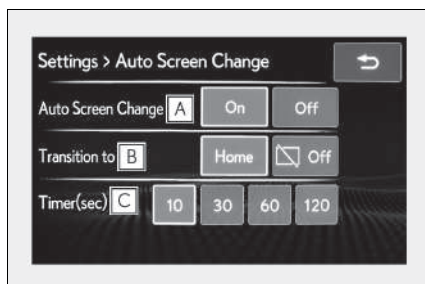 Settings > Auto Screen Change
Auto Screen Change A On Off
Transition to B Home Off
Timer(sec) C 10 30 60 120